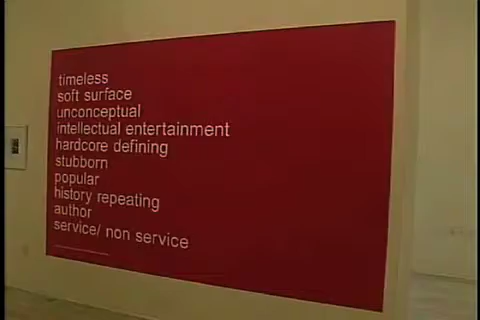 timeless
soft surface
unconceptual
intellectual entertainment
hardcore defining
stubborn
popular
history repeating
author
service/ non service